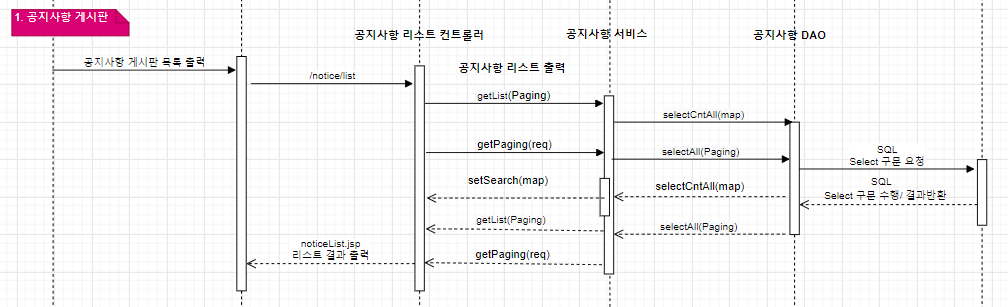 1. 공지사항 게시판
공지사항 리스트 컨트롤러
공지사항 서비스
공지사항 DAO
공지사항 게시판 목록 출력
/notice/list
공지사항 리스트 출력
getList(Paging)
selectCntAll(map)
getPaging(req)
selectAll(Paging)
SQL
Select 구문 요청
setSearch(map)
selectCntAll(map)
SQL
Select 구문 수행/ 결과반환
getList(Paging)
selectAll(Paging)
noticeList.jsp
리스트 결과 출력
getPaging(req)